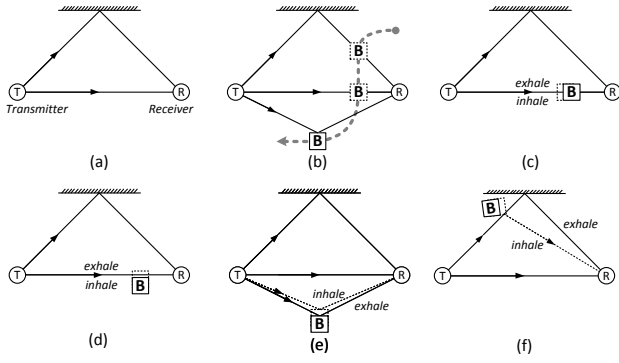 T
R
Transmitter
Receiver
(a)
B
T
B
R
B
(b)
exhale
T
B
R
inhale
(c)
T
exhale
R
inhale
B
(d)
T
R
inhale
exhale
B
(e)
B
exhale
inhale
T
R
(f)